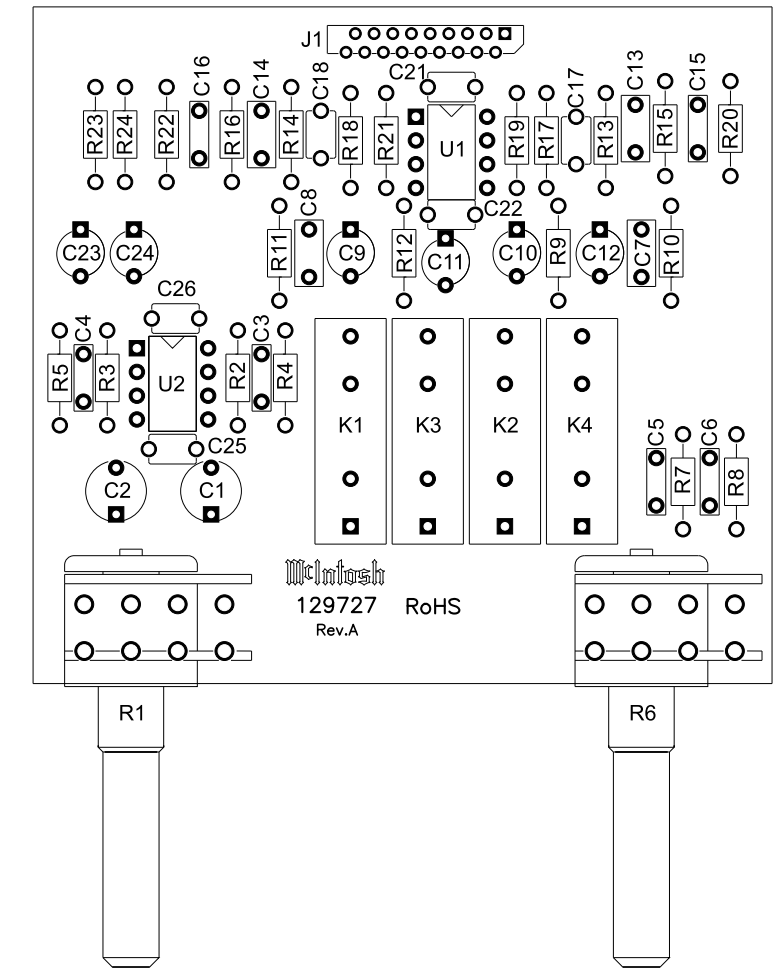 J1
C21
R23
R24
R22
C16
R16
C14
R14
C18
R18
R21
U1
R19
R17
C17
R13
C13
R15
C15
R20
C22
C23
C24
R11
C8
C9
R12
C11
C10
R9
C12
C7
R10
C26
R5
C4
R3
U2
R2
C3
R4
K1
K3
K2
K4
C25
C2
C1
C5
R7
C6
R8
McIntosh
129727 RoHS
Rev.A
R1
R6